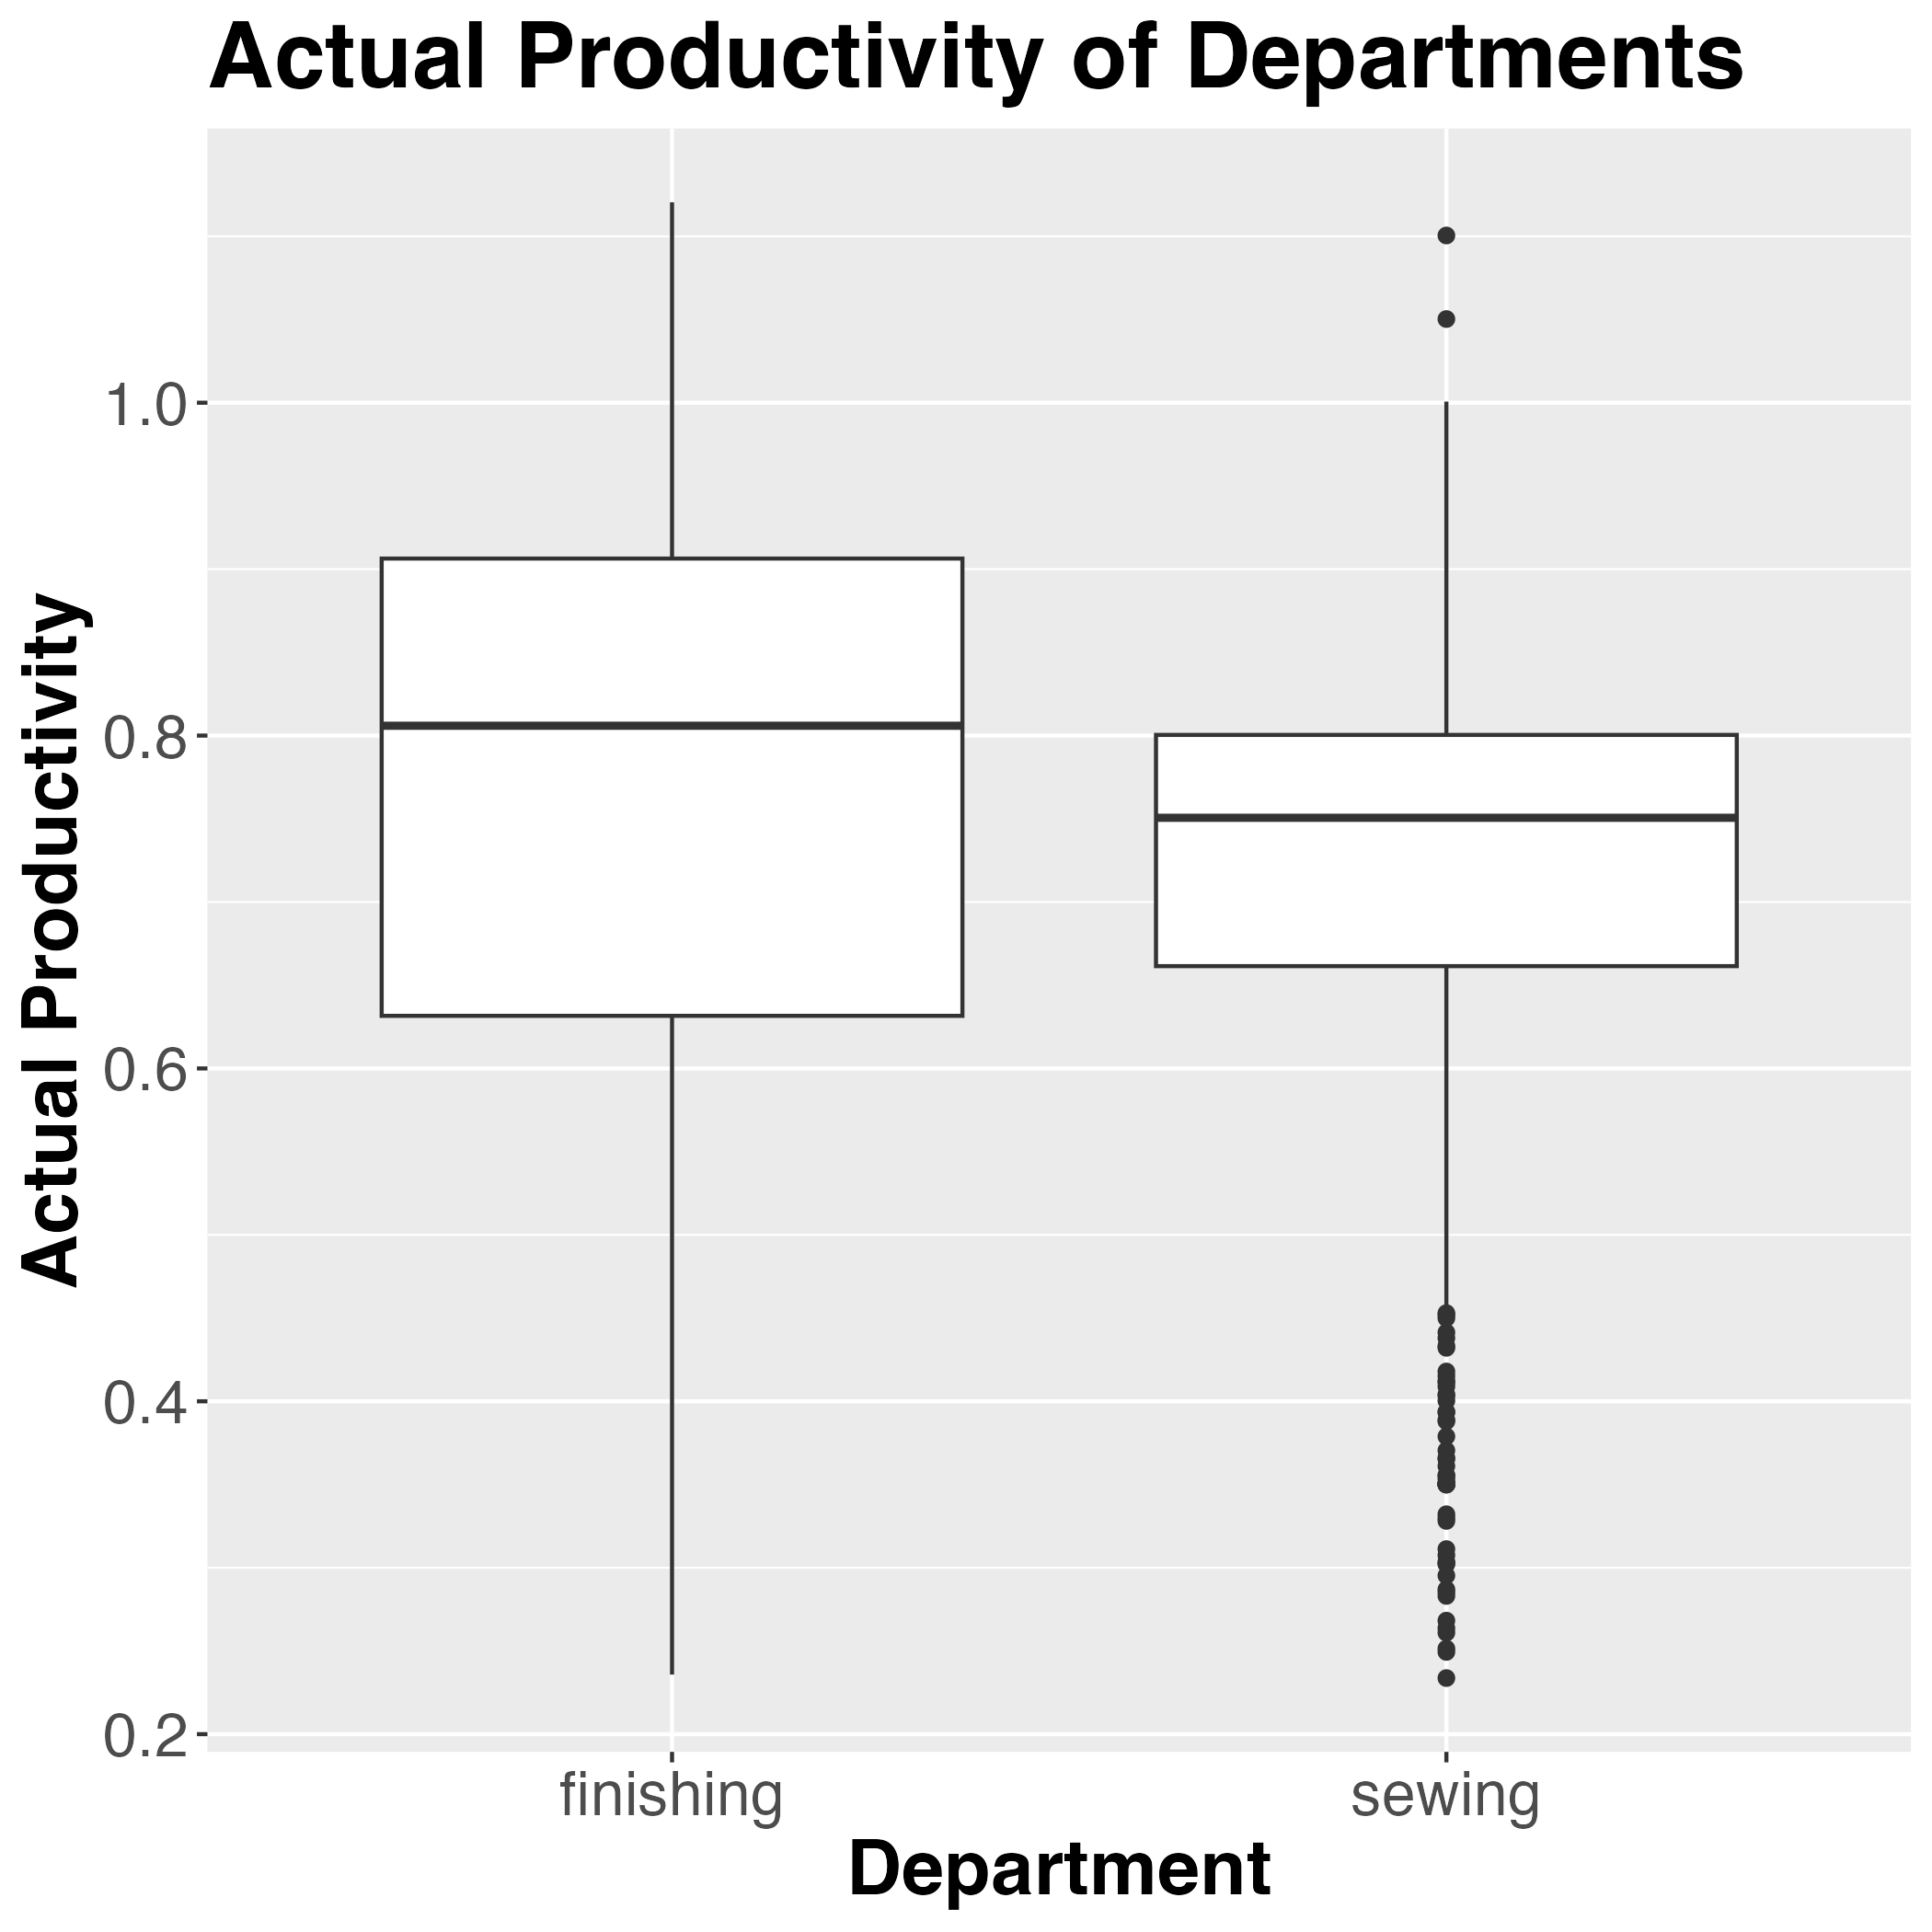 Actual Productivity of Departments
Actual Productivity
1.0
0.8
0.6
0.4
0.2
finishing
sewing
Department